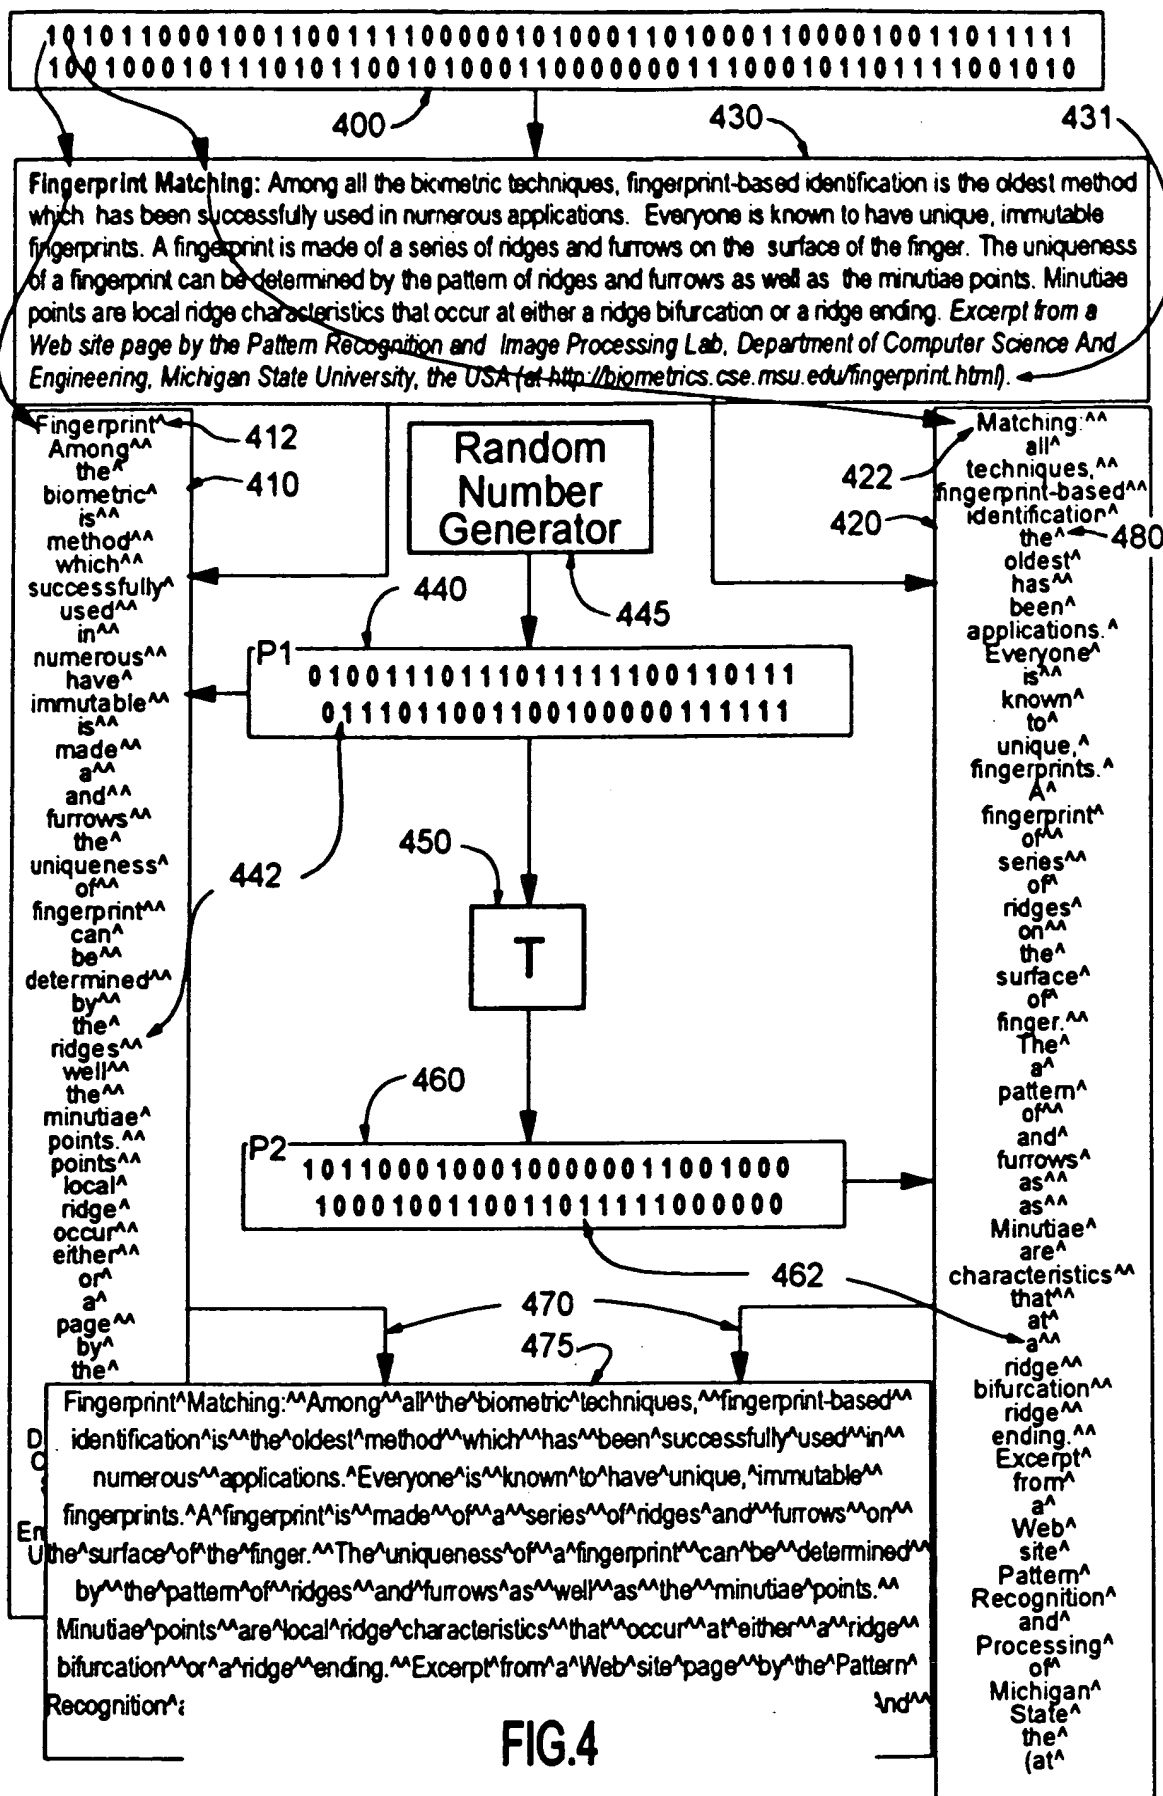 1010110001001100111100000101000110100011000010011011111
1001000101110101100101000110000000111000101101111001010
400
430
431
Fingerprint Matching: Among all the biometric techniques, fingerprint-based identification is the oldest method
which has been successfully used in numerous applications. Everyone is known to have unique, immutable
fingerprints. A fingerprint is made of a series of ridges and furrows on the surface of the finger. The uniqueness
of a fingerprint can be determined by the pattern of ridges and furrows as well as the minutiae points. Minutiae
points are local ridge characteristics that occur at either a ridge bifurcation or a ridge ending. Excerpt from a
Web site page by the Pattern Recognition and Image Processing Lab, Department of Computer Science And
Engineering, Michigan State University, the USA (at http://biometrics.cse.msu.edu/fingerprint.html).
Fingerprint^
Among^^
the^
biometric^
is^^
method^^
which^^
successfully^
used^^
in^^
numerous^^
have^
immutable^^
is^^
made^^
a^^
and^^
furrows^^
the^
uniqueness^
of^^
fingerprint^^
can^
be^^
determined^^
by^^
the^
ridges^^
well^^
the^^
minutiae^
points.^^
points^^
local^
ridge^
occur^^
either^^
or^
a^
page^^
by^
the^
D
C
En
U
412
410
Random
Number
Generator
445
440
P1
0100111011101111110011011 1
0111011001100100000111111
442
450
T
460
P2
10110001000100000011001000
1000100110011011111000000
462
470
475
422
420
480
Matching:^^
all^
techniques,^^
fingerprint-based^^
identification^
the^
oldest^
has^^
been^
applications.^
Everyone^
is^^
known^
to^
unique,^
fingerprints.^
A^
fingerprint^
of^^
series^^
of^
ridges^
on^^
the^
surface^
of^
finger.^^
The^
a^
pattern^
of^^
and^
furrows^
as^^
as^^
Minutiae^
are^
characteristics^^
that^^
at^
a^^
ridge^^
bifurcation^^
ridge^^
ending.^^
Excerpt^
from^
a^
Web^
site^
Pattern^
Recognition^
and^
Processing^
of^
Michigan^
State^
the^
(at^
Fingerprint^Matching:^^Among^^all^the^biometric^techniques,^^fingerprint-based^^
identification^is^^the^oldest^method^^which^^has^^been^successfully^used^^in^^
numerous^^applications.^Everyone^is^^known^to^have^unique,^immutable^^
fingerprints.^A^fingerprint^is^^made^^of^^a^^series^^of^ridges^and^^furrows^^on^^
the^surface^of^the^finger.^^The^uniqueness^of^^a^fingerprint^^can^be^^determined^^
by^^the^pattern^of^^ridges^^and^furrows^as^^well^^as^^the^^minutiae^points.^^
Minutiae^points^^are^local^ridge^characteristics^^that^^occur^^at^either^^a^^ridge^^
bifurcation^^or^a^ridge^^ending.^^Excerpt^from^a^Web^site^page^^by^the^Pattern^
Recognition^a
And^^
FIG.4